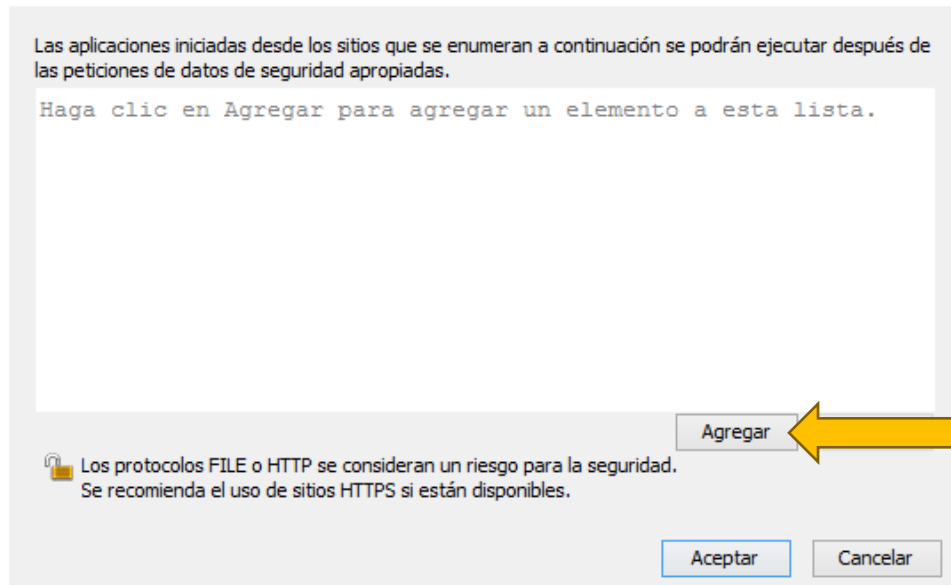 Las aplicaciones iniciadas desde los sitios que se enumeran a continuación se podrán ejecutar después de
las peticiones de datos de seguridad apropiadas.
Haga clic en Agregar para agregar un elemento a esta lista.
Agregar
Los protocolos FILE o HTTP se consideran un riesgo para la seguridad.
Se recomienda el uso de sitios HTTPS si están disponibles.
Aceptar
Cancelar